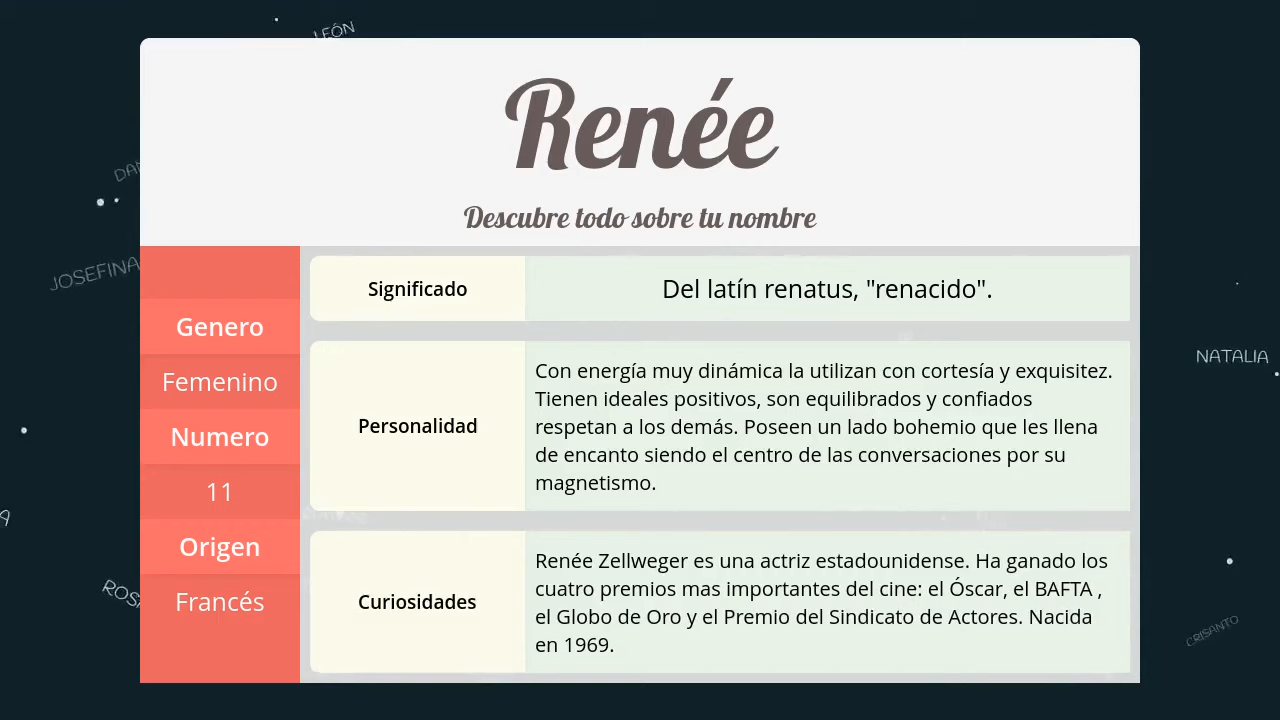 LEÓN
Renée
Descubre todo sobre tu nombre
JOSEFINA
NATALIA
CRISANTO
Genero
Femenino
Numero
11
Origen
Francés
Significado
Del latín renatus, "renacido".
Personalidad
Con energía muy dinámica la utilizan con cortesía y exquisitez.
Tienen ideales positivos, son equilibrados y confiados
respetan a los demás. Poseen un lado bohemio que les llena
de encanto siendo el centro de las conversaciones por su
magnetismo.
Curiosidades
Renée Zellweger es una actriz estadounidense. Ha ganado los
cuatro premios mas importantes del cine: el Óscar, el BAFTA ,
el Globo de Oro y el Premio del Sindicato de Actores. Nacida
en 1969.